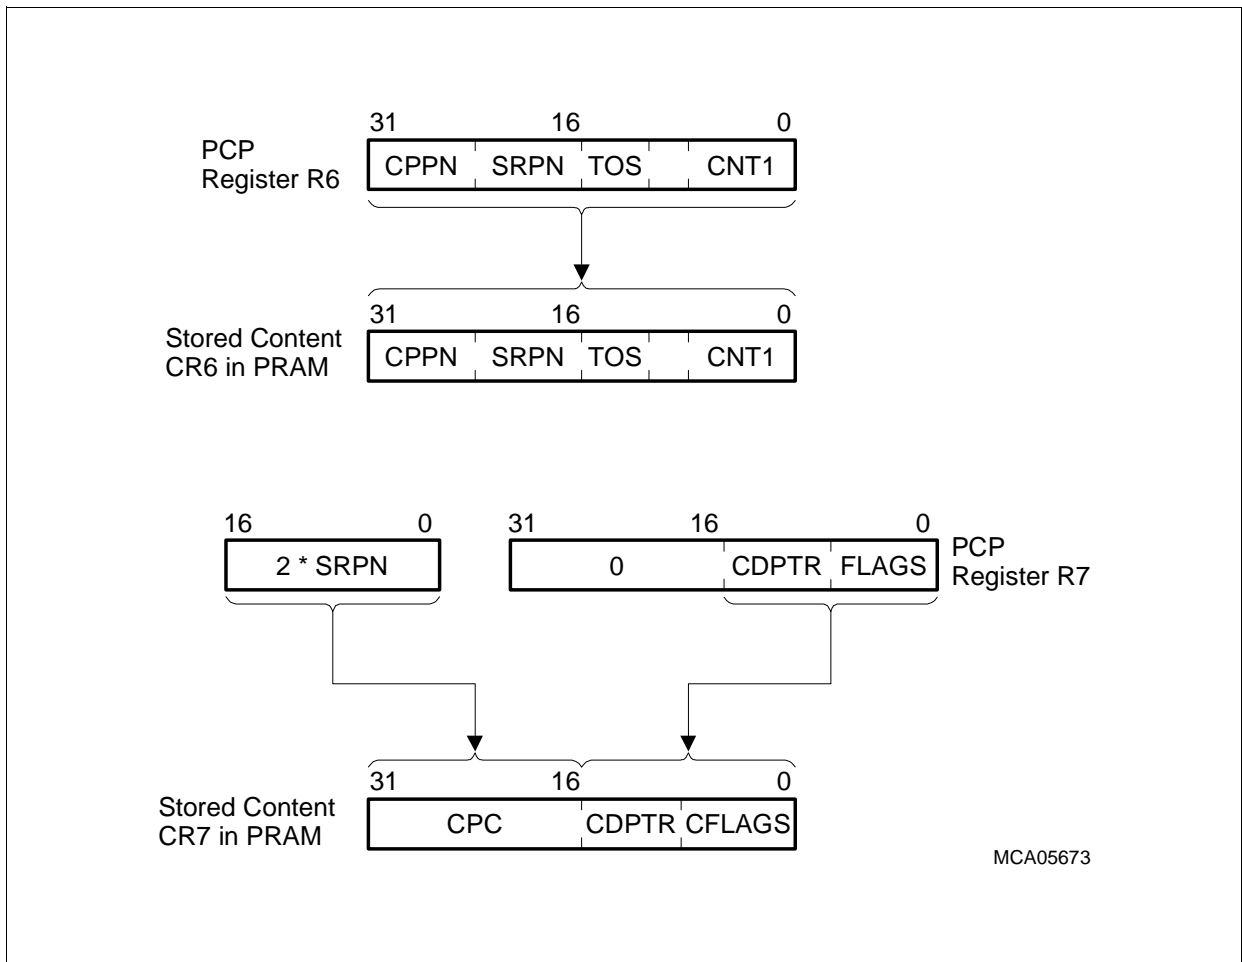 31 16 0
PCP
Register R6
CPPN SRPN TOS CNT1
31 16 0
Stored Content
CR6 in PRAM
CPPN SRPN TOS CNT1
16 0 31 16 0
2 * SRPN 0 CDPTR FLAGS
PCP
Register R7
31 16 0
Stored Content
CR7 in PRAM
CPC CDPTR CFLAGS
MCA05673